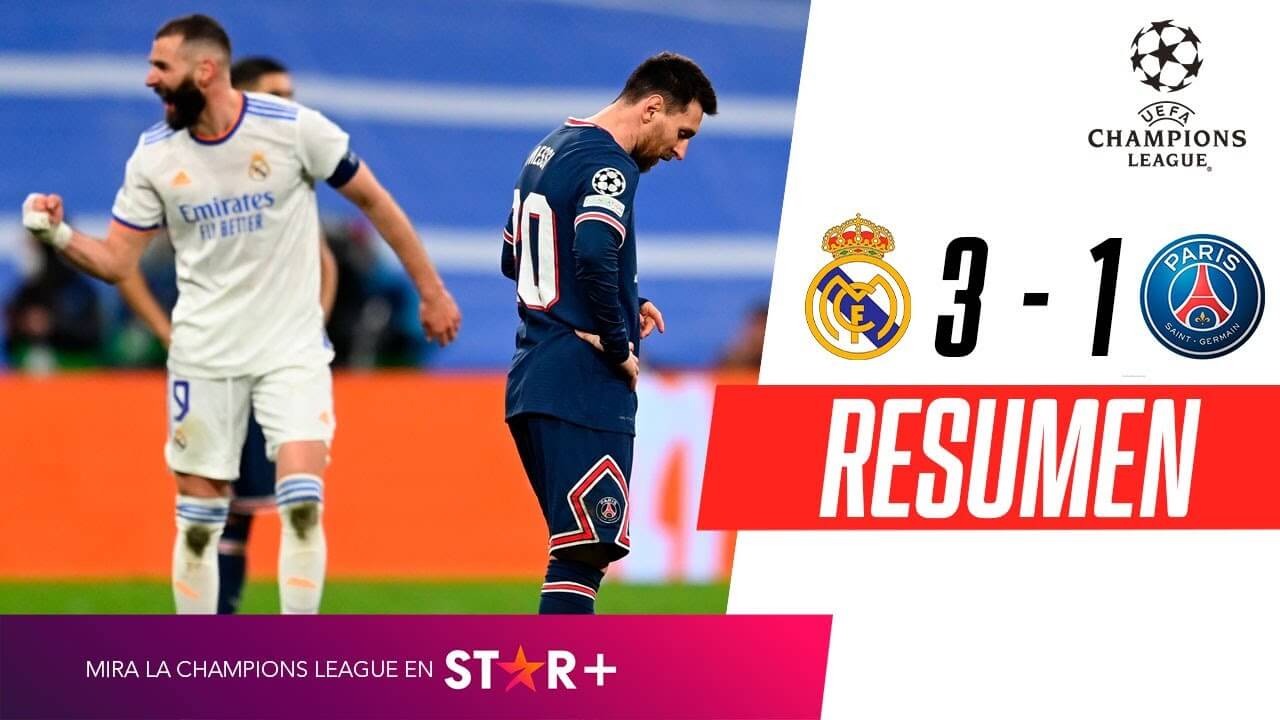 MESSI
30
Emirates
FLY BETTER
9
UEFA
CHAMPIONS
LEAGUE
3 - 1
PARIS
SAINT-GERMAIN
RESUMEN
MIRA LA CHAMPIONS LEAGUE EN STAR+